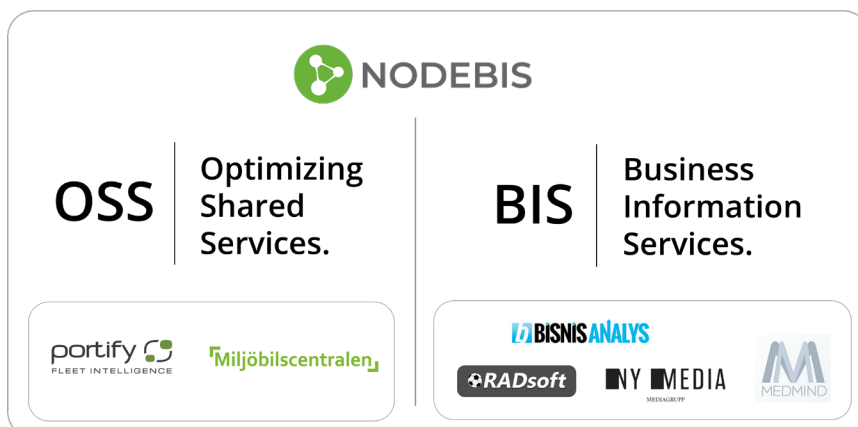 NODEBIS
OSS
Optimizing
Shared
Services.
BIS
Business
Information
Services.
portify
FLEET INTELLIGENCE
Miljöbilscentralen
b BISNIS ANALYS
RADsoft
NY MEDIA
MEDIAGRUPP
MEDMIND